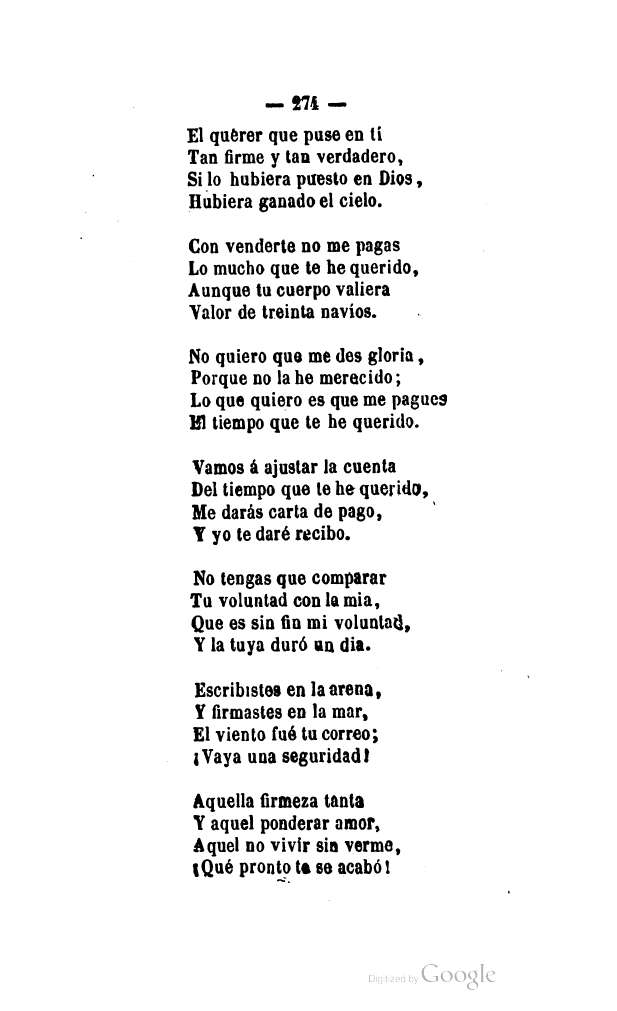 — 274 —
El querer que puse en tí
Tan firme y tan verdadero,
Si lo hubiera puesto en Dios,
Hubiera ganado el cielo.
Con venderte no me pagas
Lo mucho que te he querido,
Aunque tu cuerpo valiera
Valor de treinta navíos.
No quiero que me des gloria,
Porque no la he merecido;
Lo que quiero es que me pagues
El tiempo que te he querido.
Vamos á ajustar la cuenta
Del tiempo que te he querido,
Me darás carta de pago,
Y yo te daré recibo.
No tengas que comparar
Tu voluntad con la mia,
Que es sin fin mi voluntad,
Y la tuya duró un dia.
Escribistes en la arena,
Y firmastes en la mar,
El viento fué tu correo;
¡Vaya una seguridad!
Aquella firmeza tanta
Y aquel ponderar amor,
Aquel no vivir sin verme,
¡Qué pronto te se acabó!
Digitized by Google